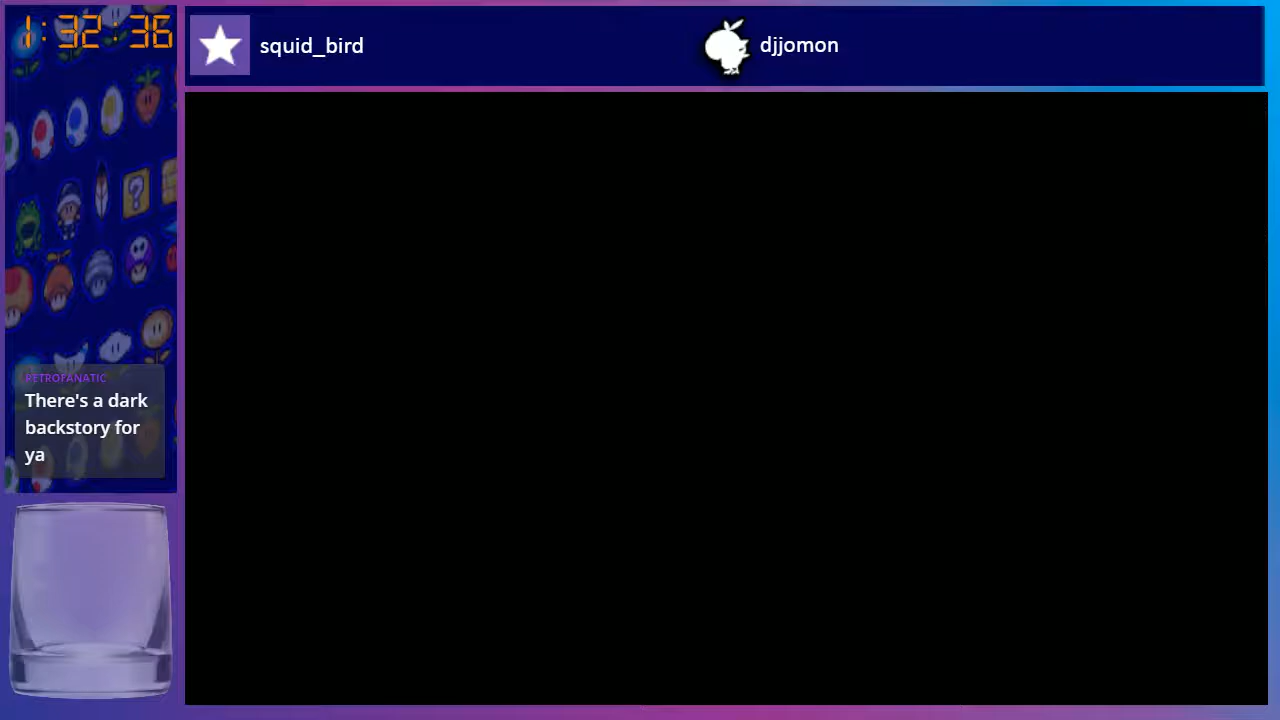 1:32:36
squid_bird
djjomon
RETROFANATIC
There's a dark
backstory for
ya